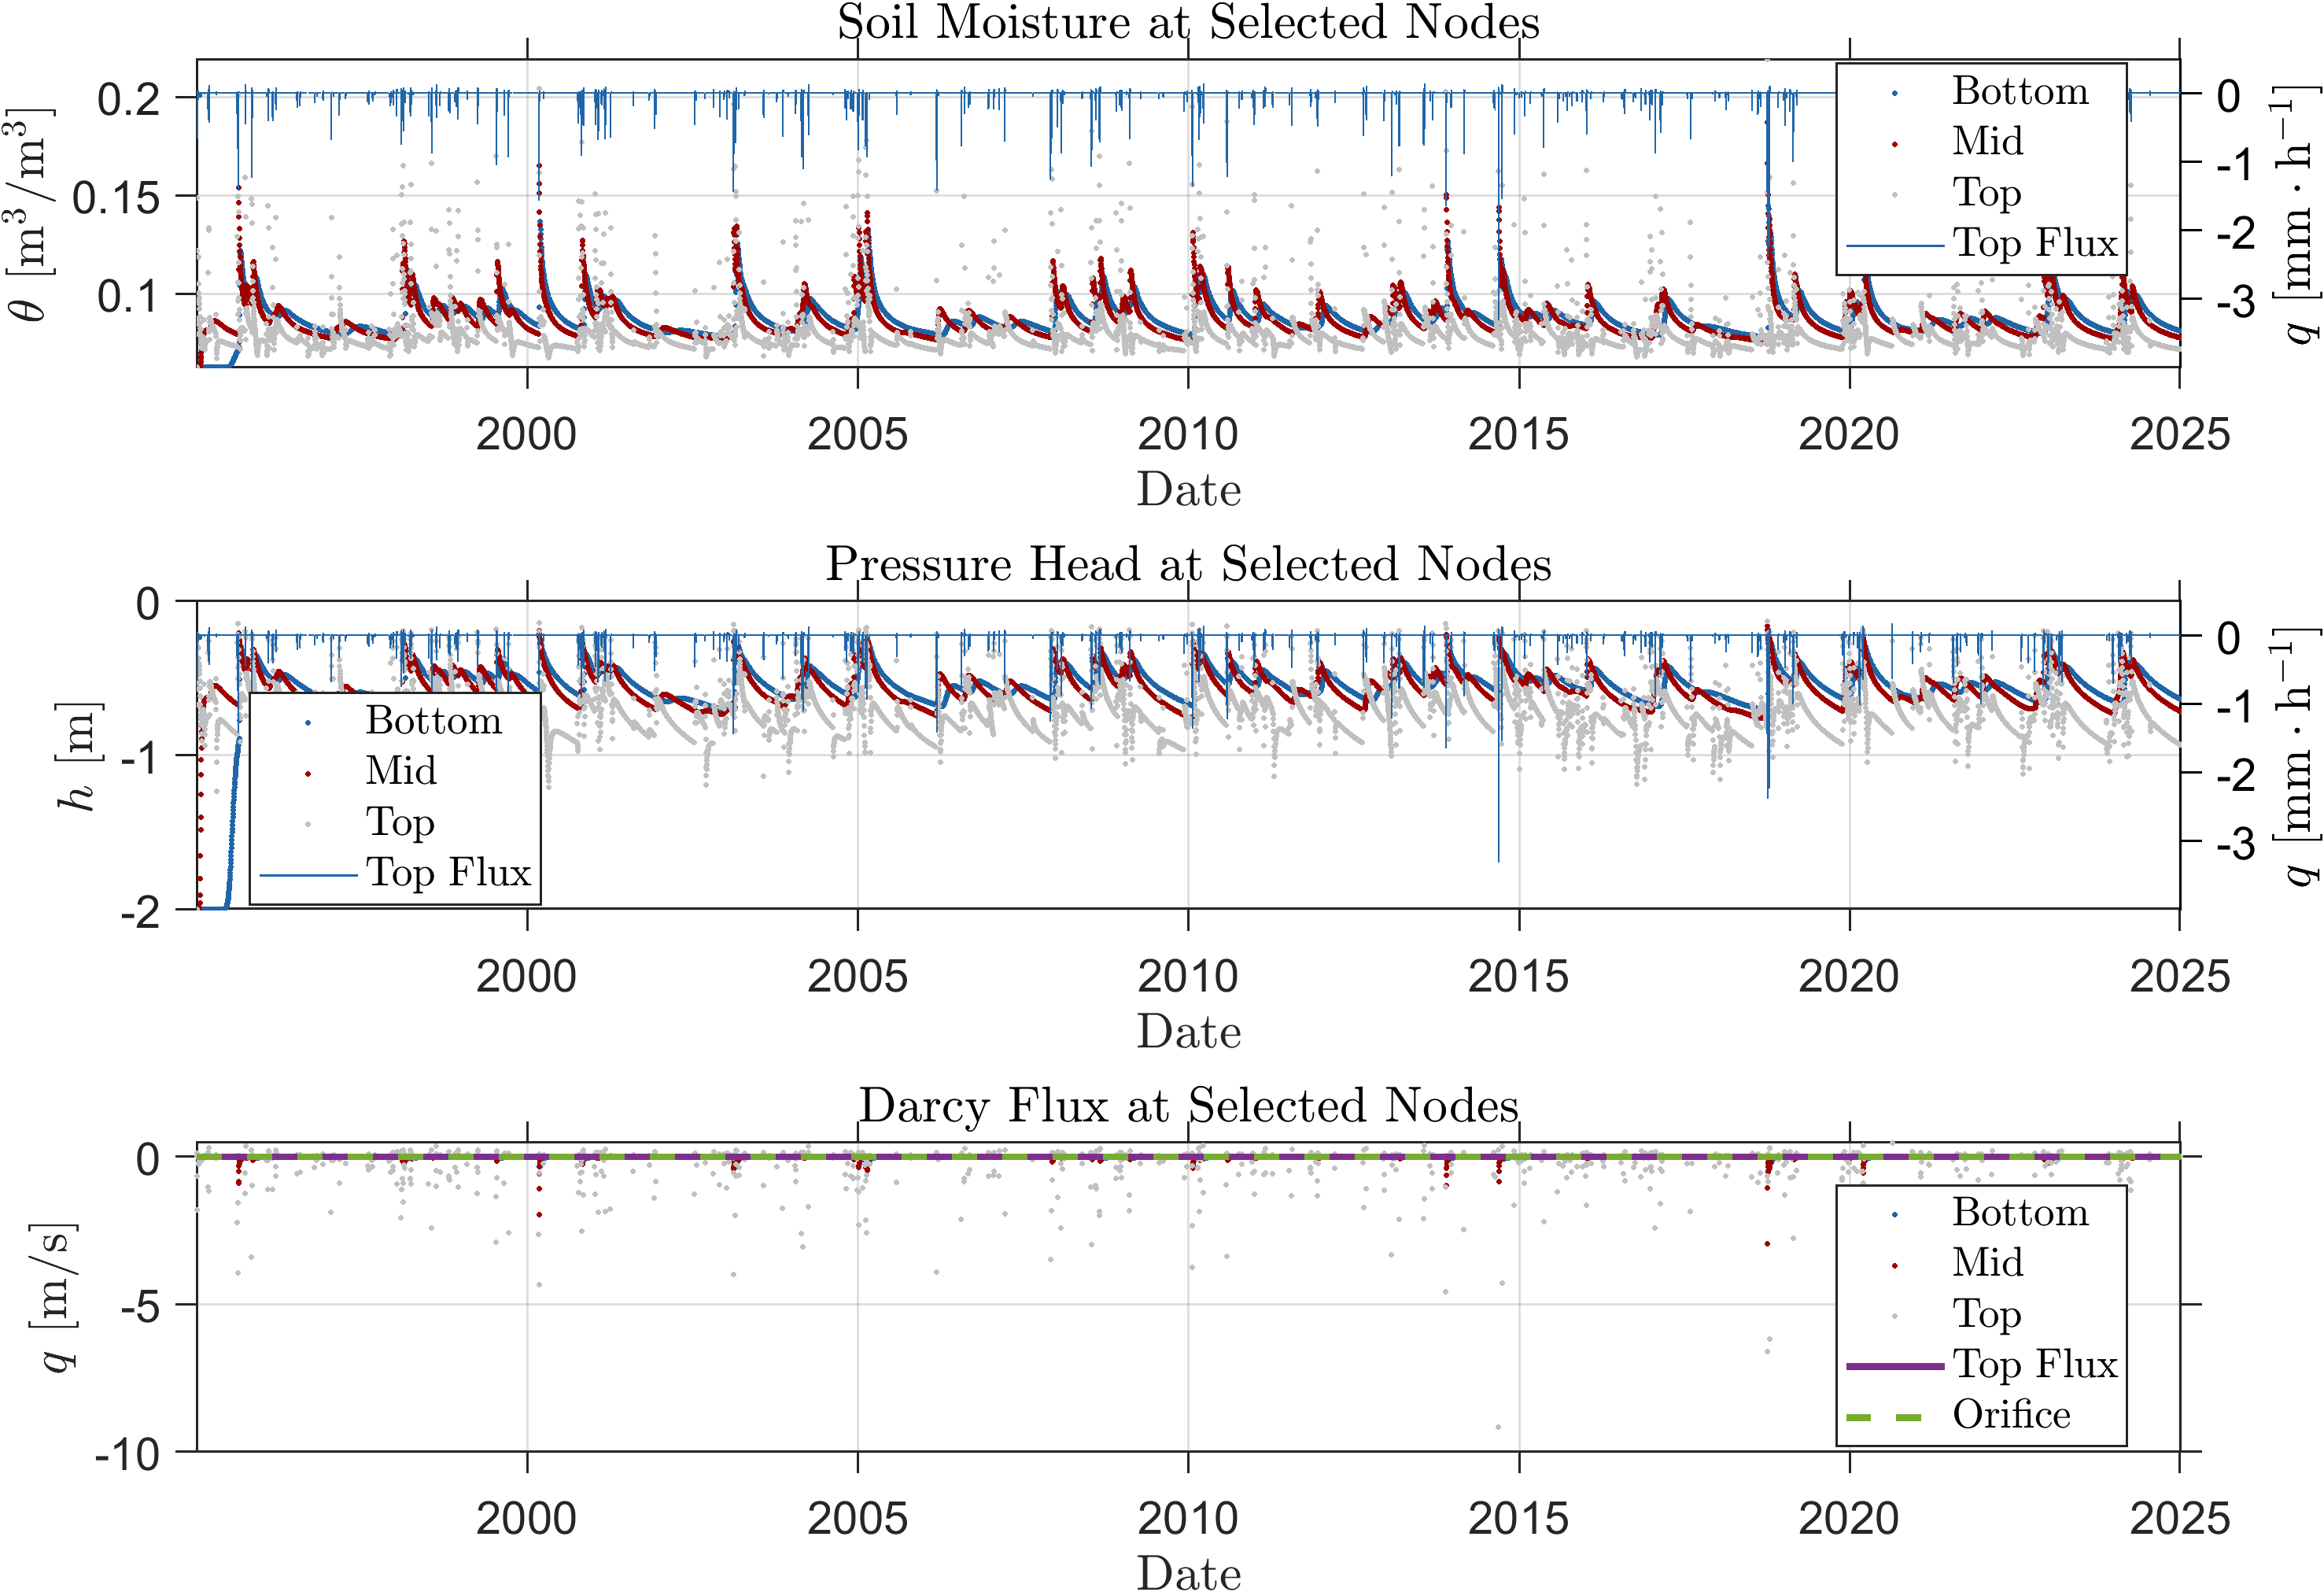 Soil Moisture at Selected Nodes
θ [m³/m³]
0.2
0.15
0.1
0
-1
-2
-3
q [mm · h⁻¹]
Bottom
Mid
Top
Top Flux
2000 2005 2010 2015 2020 2025
Date
Pressure Head at Selected Nodes
h [m]
0
-1
-2
0
-1
-2
-3
q [mm · h⁻¹]
Bottom
Mid
Top
Top Flux
2000 2005 2010 2015 2020 2025
Date
Darcy Flux at Selected Nodes
q [m/s]
0
-5
-10
Bottom
Mid
Top
Top Flux
Orifice
2000 2005 2010 2015 2020 2025
Date